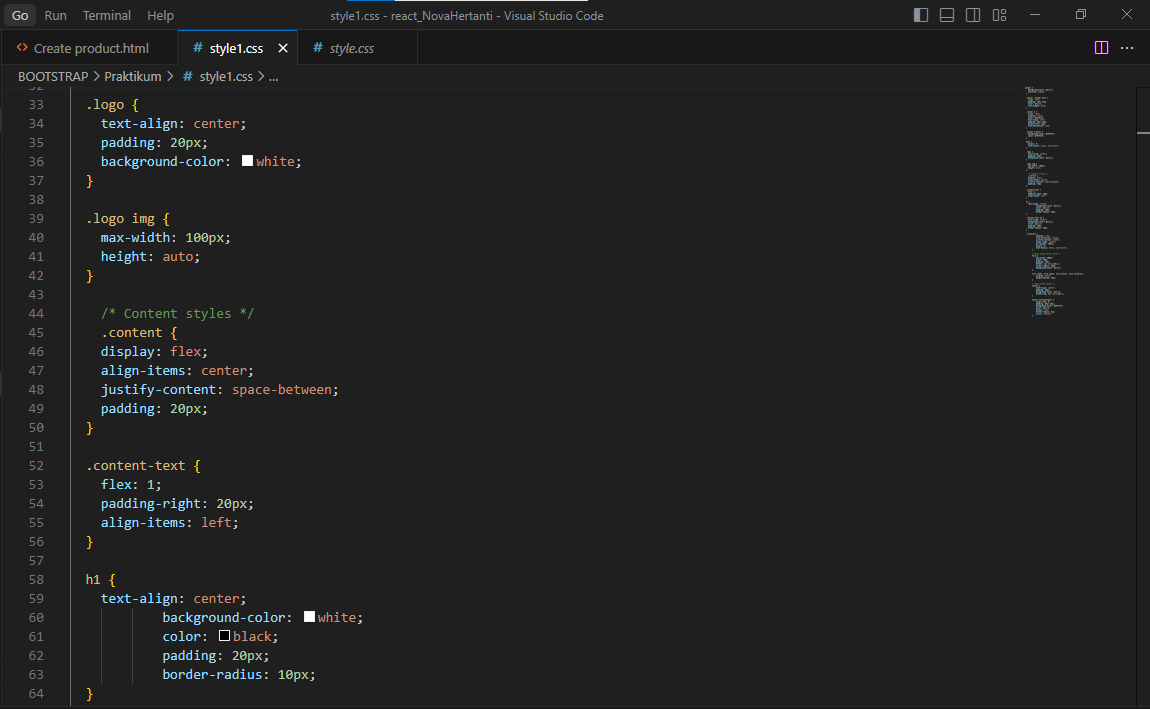 Go Run Terminal Help style1.css - react_NovaHertanti - Visual Studio Code
Create product.html # style1.css # style.css
BOOTSTRAP > Praktikum > # style1.css > ...
32
33 .logo {
34 text-align: center;
35 padding: 20px;
36 background-color: white;
37 }
38
39 .logo img {
40 max-width: 100px;
41 height: auto;
42 }
43
44 /* Content styles */
45 .content {
46 display: flex;
47 align-items: center;
48 justify-content: space-between;
49 padding: 20px;
50 }
51
52 .content-text {
53 flex: 1;
54 padding-right: 20px;
55 align-items: left;
56 }
57
58 h1 {
59 text-align: center;
60 background-color: white;
61 color: black;
62 padding: 20px;
63 border-radius: 10px;
64 }